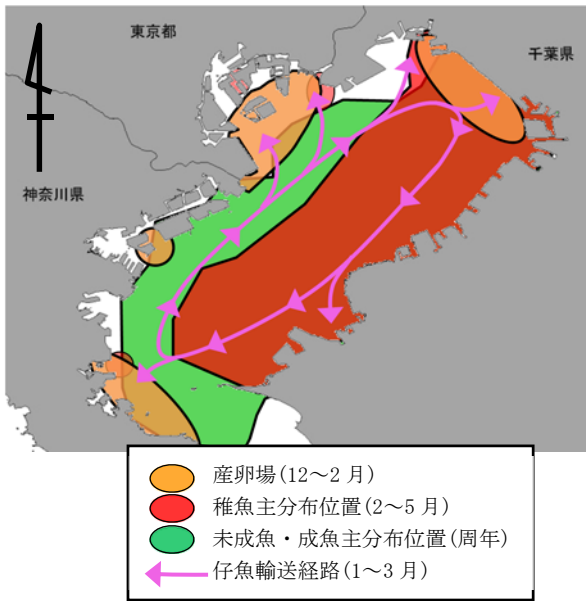 東京都
千葉県
神奈川県
産卵場(12～2 月)
稚魚主分布位置(2～5 月)
未成魚・成魚主分布位置(周年)
仔魚輸送経路(1～3 月)